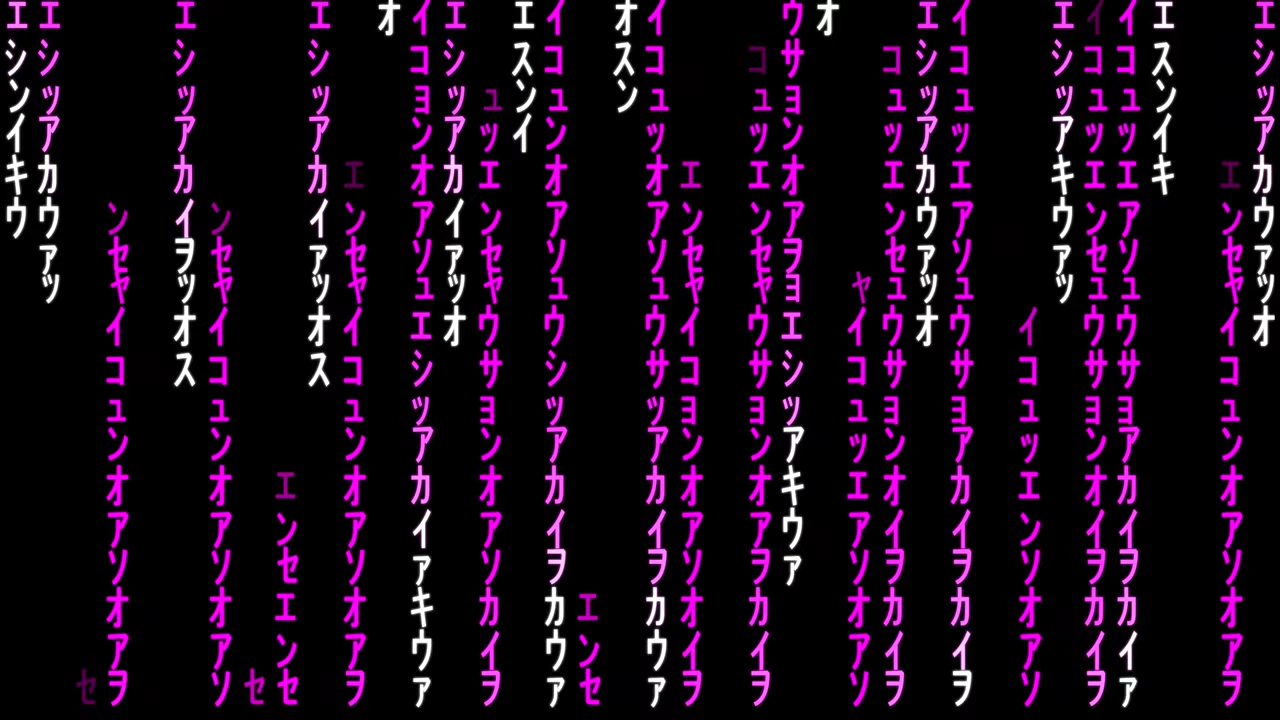 エシンイキウ
エシッアカウァッ
セ
ンセャイコュンオアソオアヲ
エシッアカイヲッオス
ンセャイコュンオアソオアソ
セ
エンセエンセ
エシッアカイァッオス
エンセャイコュンオアソオアヲ
オ
イコョンオアソュエシッアカイァキウァ
エシッアカイァッオ
ュッエンセャウサョンオアソカイヲ
エスンイ
イコュンオアソュウシッアカイヲカウァ
エンセ
オスン
イコュッオアソュウサッアカイヲカウァ
エンセャイコョンオアソオイヲ
コュッエンセャウサョンオアヲカイヲ
ウサョンオアヲョエシッアキウァ
オ
ャイコュッエアソオアソ
コュッエンセュウサョンオイヲカイヲ
エシッアカウァッオ
イコュッエアソュウサョアカイヲカイヲ
イコュッエンソオアソ
エシッアキウァッ
イコュッエンセュウサョンオイヲカイヲ
イコュッエアソュウサョアカイヲカイァ
エスンイキ
エンセャイコュンオアソオアソ
エシッアカウァッオ